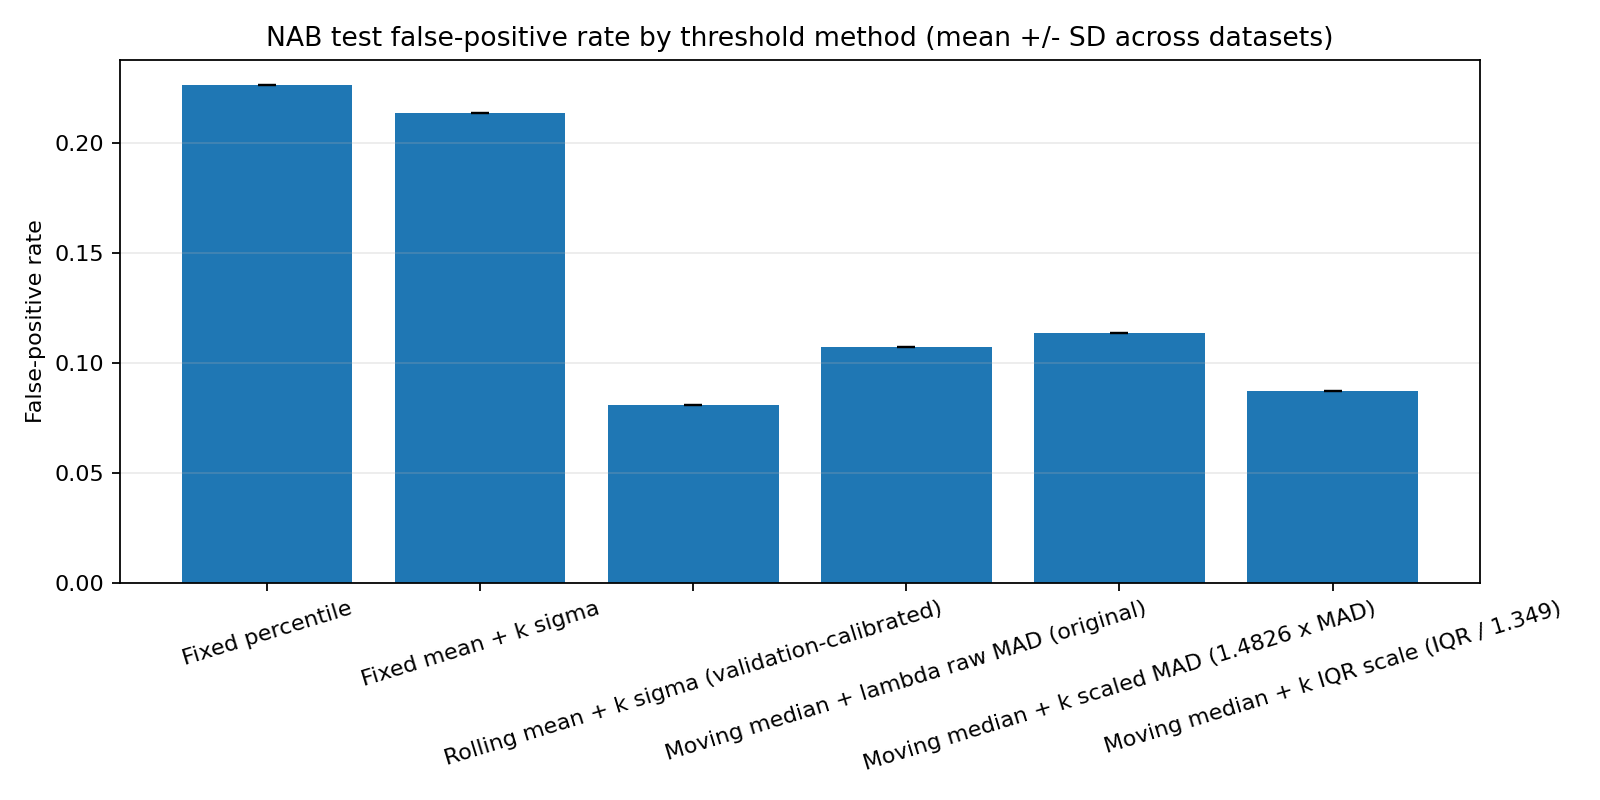 NAB test false-positive rate by threshold method (mean +/- SD across datasets)
False-positive rate
0.20
0.15
0.10
0.05
0.00
Fixed percentile
Fixed mean + k sigma
Rolling mean + k sigma (validation-calibrated)
Moving median + lambda raw MAD (original)
Moving median + k scaled MAD (1.4826 x MAD)
Moving median + k IQR scale (IQR / 1.349)